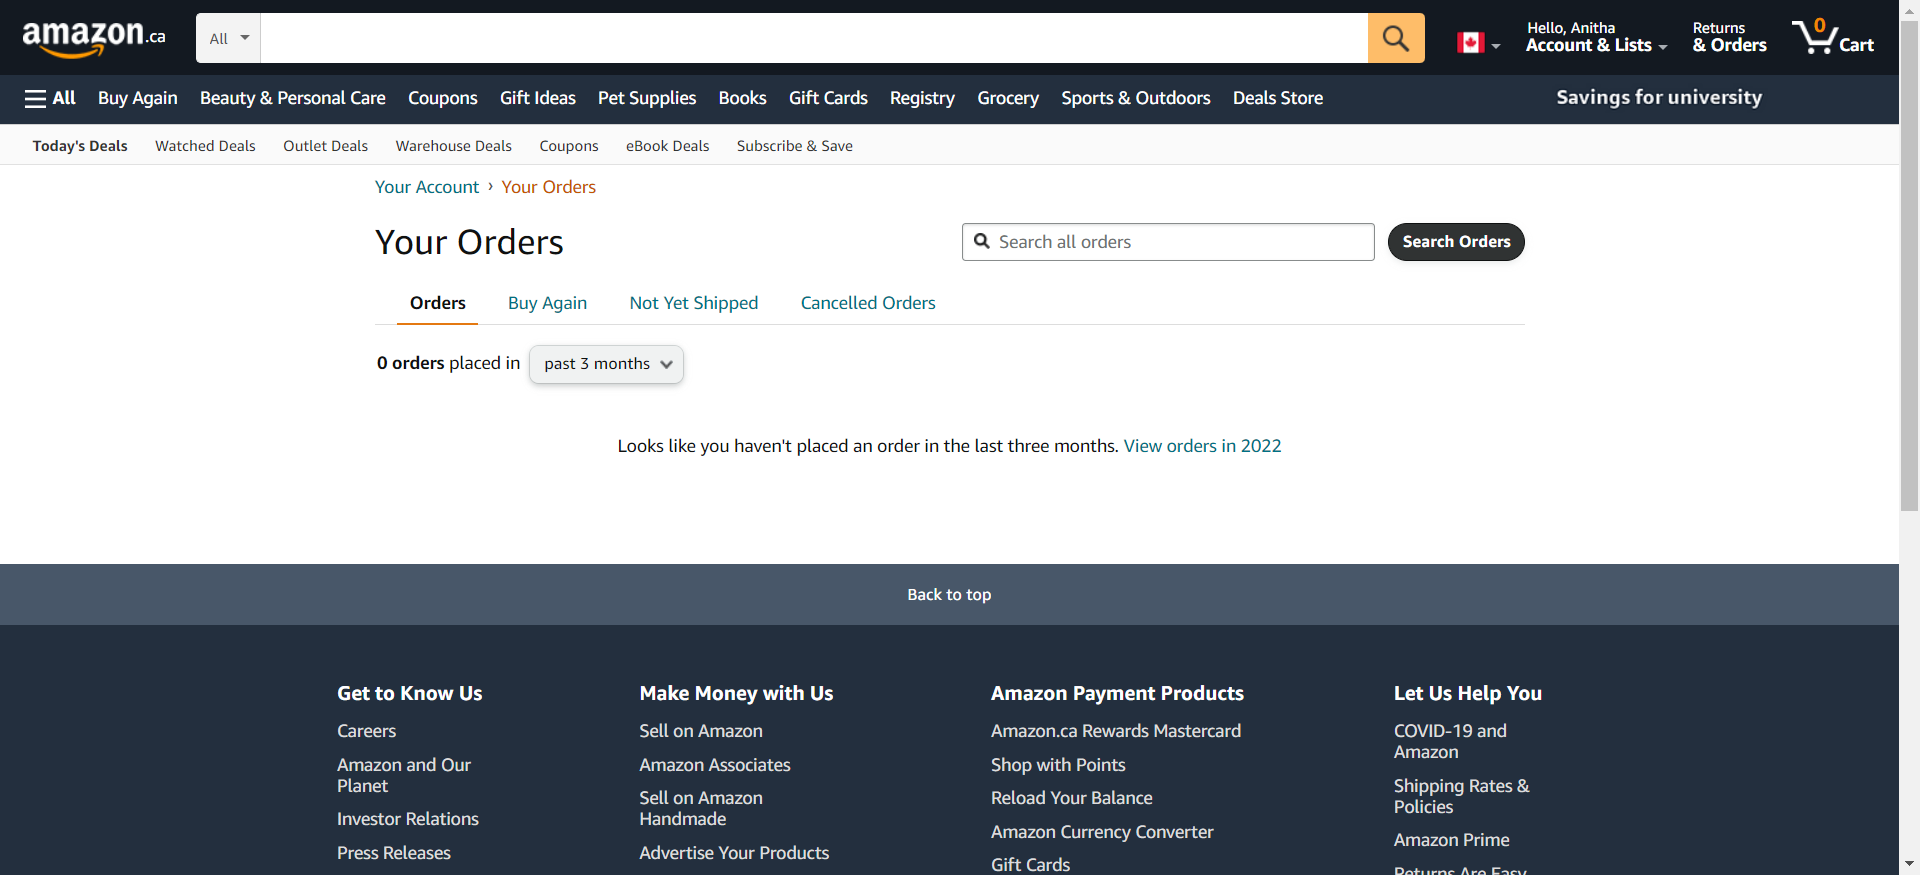 amazon.ca
All
Hello, Anitha
Account & Lists
Returns
& Orders
0
Cart
All
Buy Again
Beauty & Personal Care
Coupons
Gift Ideas
Pet Supplies
Books
Gift Cards
Registry
Grocery
Sports & Outdoors
Deals Store
Savings for university
Today's Deals
Watched Deals
Outlet Deals
Warehouse Deals
Coupons
eBook Deals
Subscribe & Save
Your Account › Your Orders
Your Orders
Search all orders
Search Orders
Orders
Buy Again
Not Yet Shipped
Cancelled Orders
0 orders placed in
past 3 months
Looks like you haven't placed an order in the last three months. View orders in 2022
Back to top
Get to Know Us
Careers
Amazon and Our
Planet
Investor Relations
Press Releases
Make Money with Us
Sell on Amazon
Amazon Associates
Sell on Amazon
Handmade
Advertise Your Products
Amazon Payment Products
Amazon.ca Rewards Mastercard
Shop with Points
Reload Your Balance
Amazon Currency Converter
Gift Cards
Let Us Help You
COVID-19 and
Amazon
Shipping Rates &
Policies
Amazon Prime
Returns Are Easy